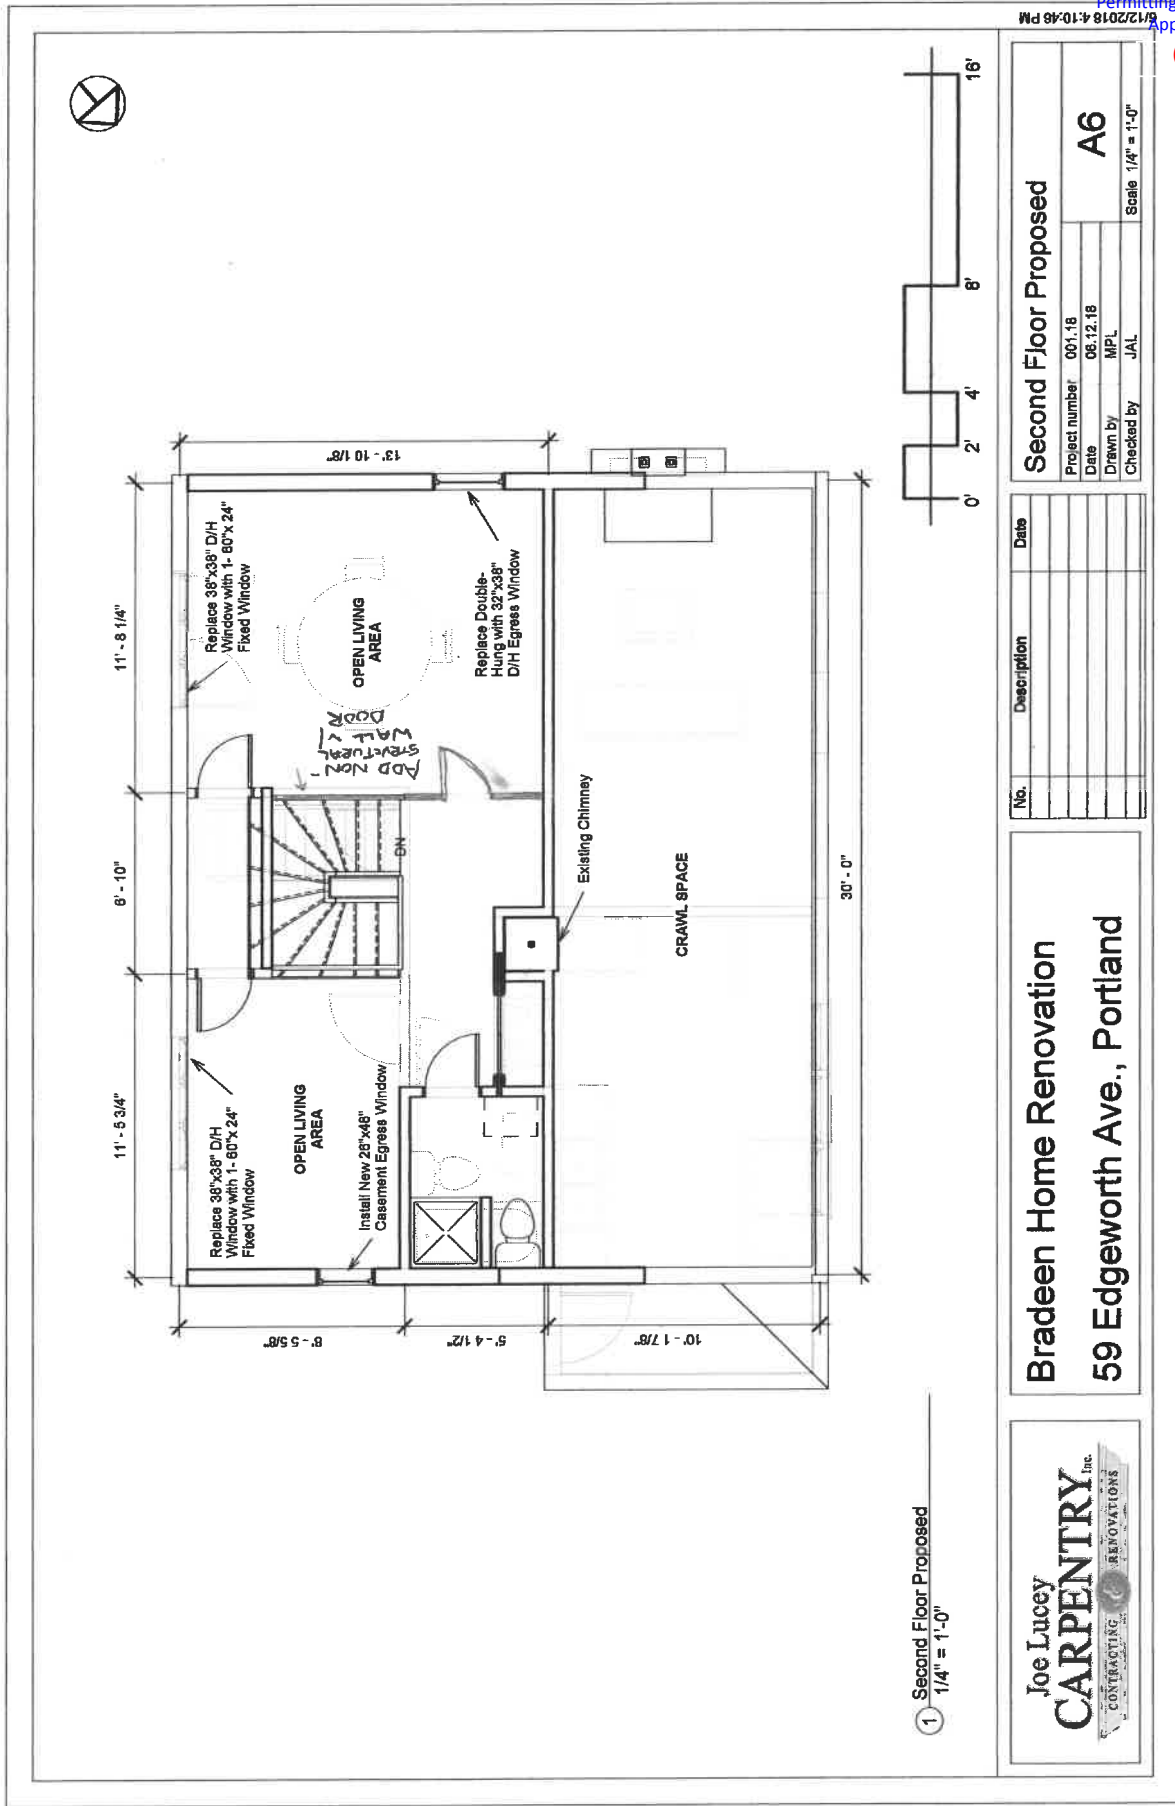 Permitting
App
6/12/2018 4:10:46 PM
11' - 5 3/4"
6' - 10"
11' - 8 1/4"
Replace 38"x38" D/H
Window with 1- 60"x 24"
Fixed Window
Replace 38"x38" D/H
Window with 1- 60"x 24"
Fixed Window
OPEN LIVING
AREA
OPEN LIVING
AREA
ADD NON-
STRUCTURAL
WALL &
DOOR
DN
Install New 28"x48"
Casement Egress Window
Replace Double-
Hung with 32"x38"
D/H Egress Window
Existing Chimney
CRAWL SPACE
8' - 5 5/8"
5' - 4 1/2"
10' - 1 7/8"
13' - 10 1/8"
30' - 0"
1
Second Floor Proposed
1/4" = 1'-0"
0'
2'
4'
8'
16'
Joe Lucey
CARPENTRY Inc.
CONTRACTING RENOVATIONS
Bradeen Home Renovation
59 Edgeworth Ave., Portland
No. Description Date
Second Floor Proposed
Project number 001.18
Date 06.12.18
Drawn by MPL
Checked by JAL
A6
Scale 1/4" = 1'-0"